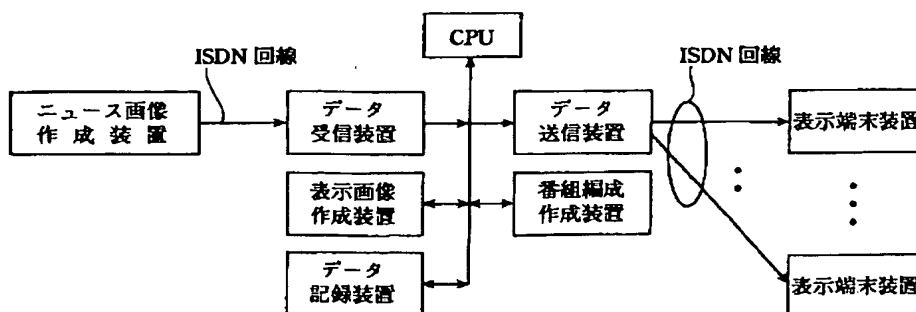 CPU
ISDN 回線
ISDN 回線
ニュース画像
作成装置
データ
受信装置
データ
送信装置
表示端末装置
表示画像
作成装置
番組編成
作成装置
データ
記録装置
表示端末装置